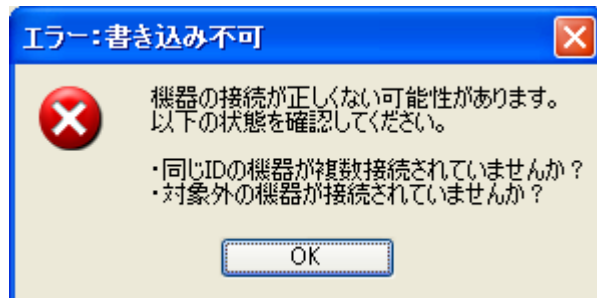 エラー：書き込み不可
機器の接続が正しくない可能性があります。
以下の状態を確認してください。
・同じIDの機器が複数接続されていませんか？
・対象外の機器が接続されていませんか？
OK